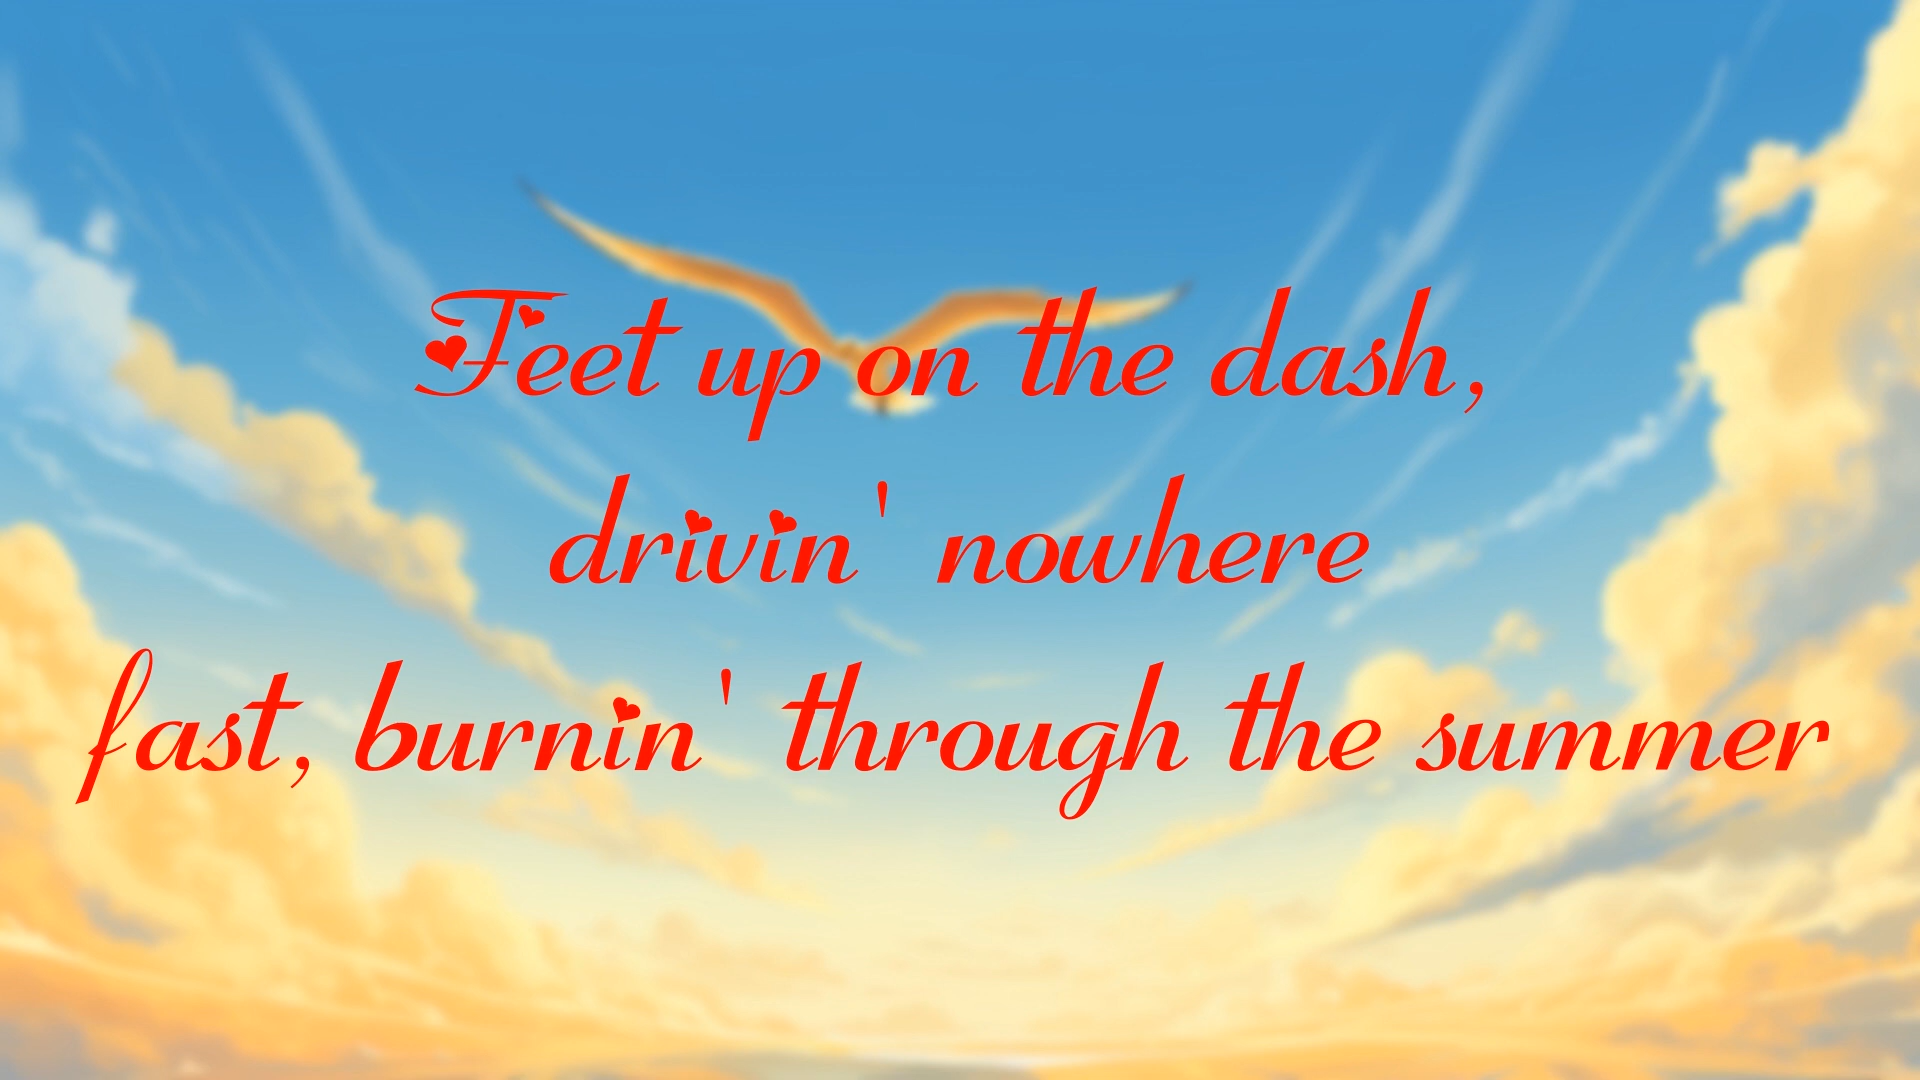 Feet up on the dash,
drivin' nowhere
fast, burnin' through the summer